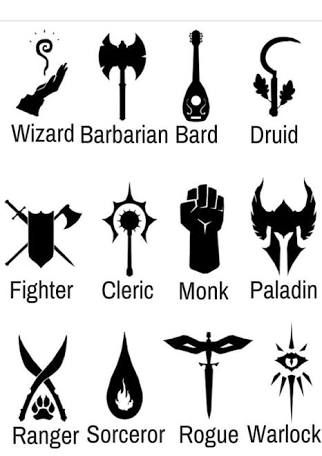 Wizard Barbarian Bard Druid
Fighter Cleric Monk Paladin
Ranger Sorceror Rogue Warlock